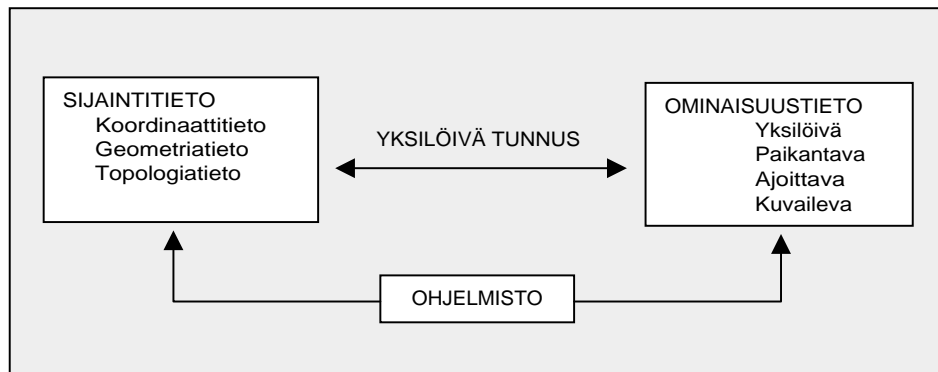 SIJAINTITIETO
Koordinaattitieto
Geometriatieto
Topologiatieto
YKSILÖIVÄ TUNNUS
OMINAISUUSTIETO
Yksilöivä
Paikantava
Ajoittava
Kuvaileva
OHJELMISTO